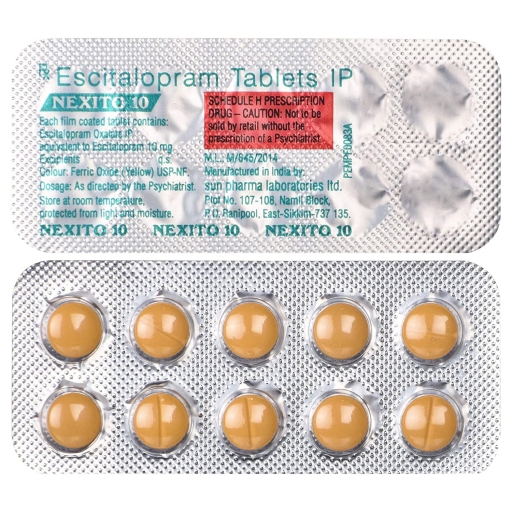 Rx Escitalopram Tablets IP
NEXITO 10
Each film coated tablet contains:
Escitalopram Oxalate IP
equivalent to Escitalopram 10 mg.
Excipients q.s.
Colour: Ferric Oxide (Yellow) USP-NF.
Dosage: As directed by the Psychiatrist.
Store at room temperature,
protected from light and moisture.
SCHEDULE H PRESCRIPTION
DRUG – CAUTION: Not to be
sold by retail without the
prescription of a Psychiatrist.
M.L.: M/645/2014
Manufactured in India by:
sun pharma laboratories ltd.
Plot No. 107-108, Namli Block,
P.O. Ranipool, East-Sikkim-737 135.
NEXITO 10 NEXITO 10 NEXITO 10